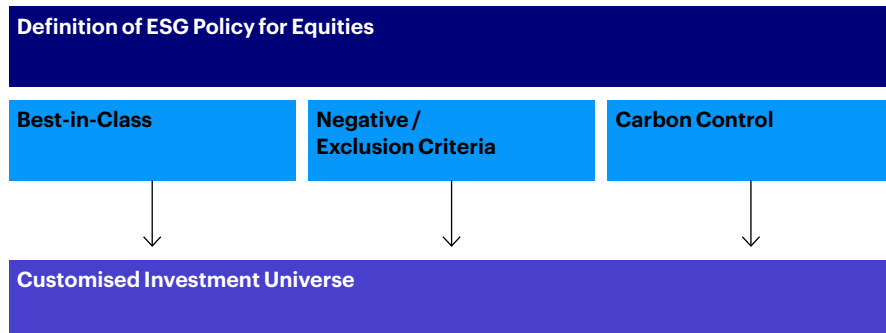 Definition of ESG Policy for Equities
Best-in-Class
Negative /
Exclusion Criteria
Carbon Control
Customised Investment Universe